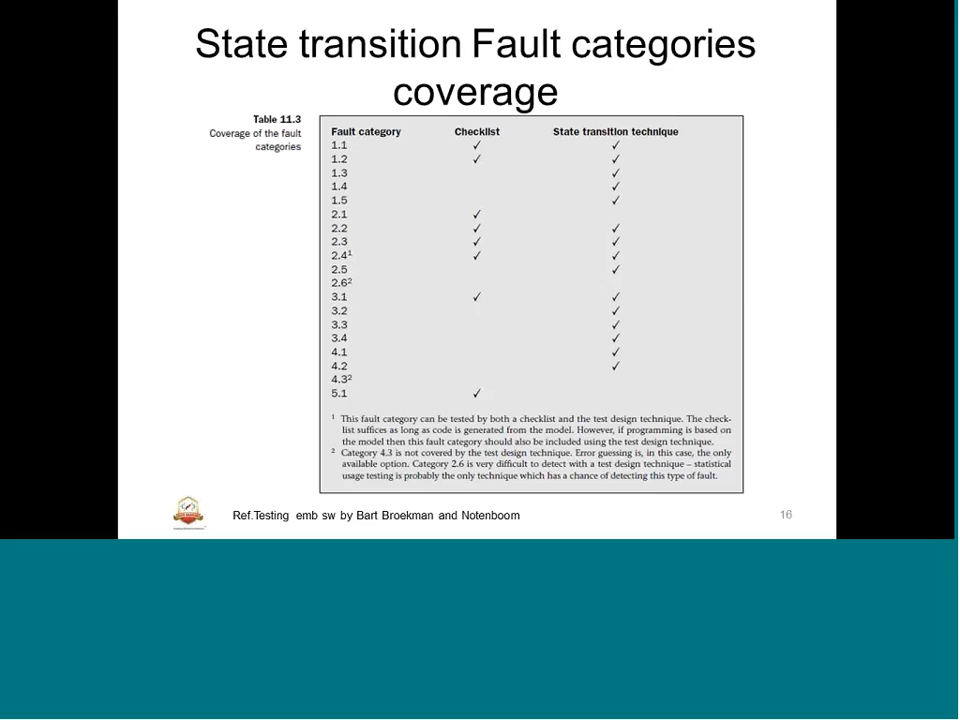 State transition Fault categories
coverage
Table 11.3
Coverage of the fault
categories
Fault category Checklist State transition technique
1.1 ✓ ✓
1.2 ✓ ✓
1.3 ✓
1.4 ✓
1.5 ✓
2.1 ✓
2.2 ✓ ✓
2.3 ✓ ✓
2.4¹ ✓ ✓
2.5 ✓
2.6²
3.1 ✓ ✓
3.2 ✓
3.3 ✓
3.4 ✓
4.1 ✓
4.2 ✓
4.3²
5.1 ✓
¹ This fault category can be tested by both a checklist and the test design technique. The check-
list suffices as long as code is generated from the model. However, if programming is based on
the model then this fault category should also be included using the test design technique.
² Category 4.3 is not covered by the test design technique. Error guessing is, in this case, the only
available option. Category 2.6 is very difficult to detect with a test design technique – statistical
usage testing is probably the only technique which has a chance of detecting this type of fault.
Ref.Testing emb sw by Bart Broekman and Notenboom
16